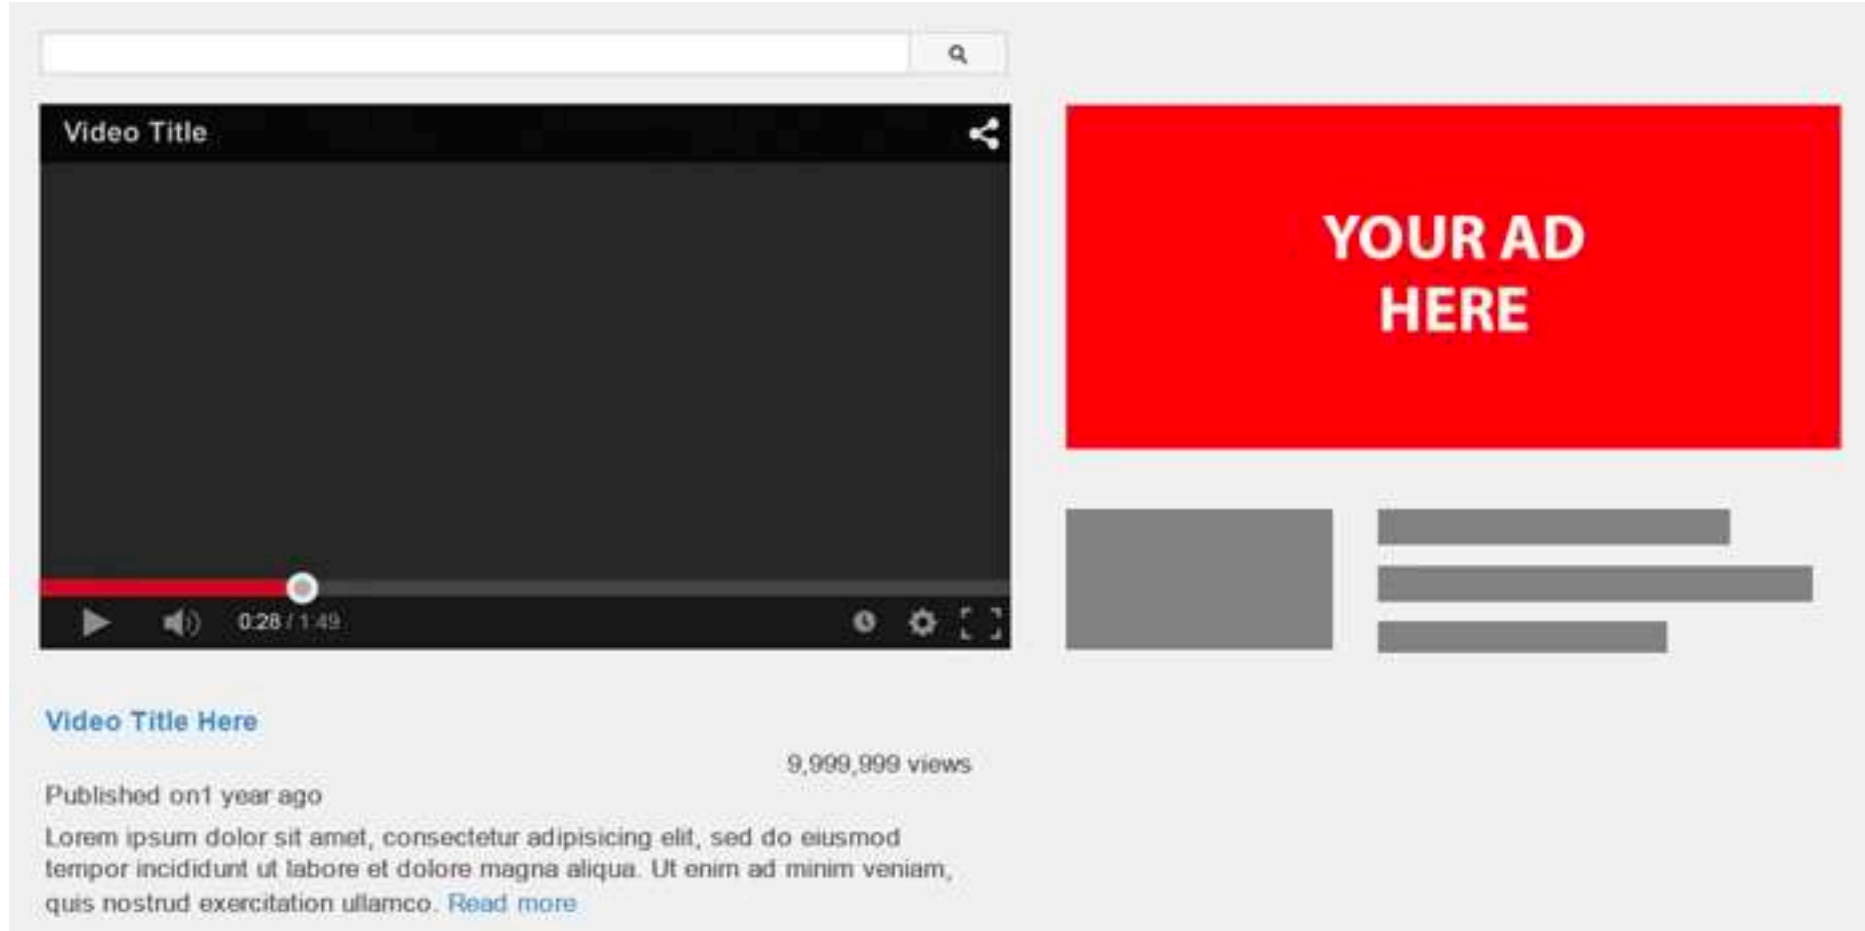 Video Title
YOUR AD
HERE
0:28 / 1:49
Video Title Here
9,999,999 views
Published on1 year ago
Lorem ipsum dolor sit amet, consectetur adipisicing elit, sed do eiusmod
tempor incididunt ut labore et dolore magna aliqua. Ut enim ad minim veniam,
quis nostrud exercitation ullamco. Read more